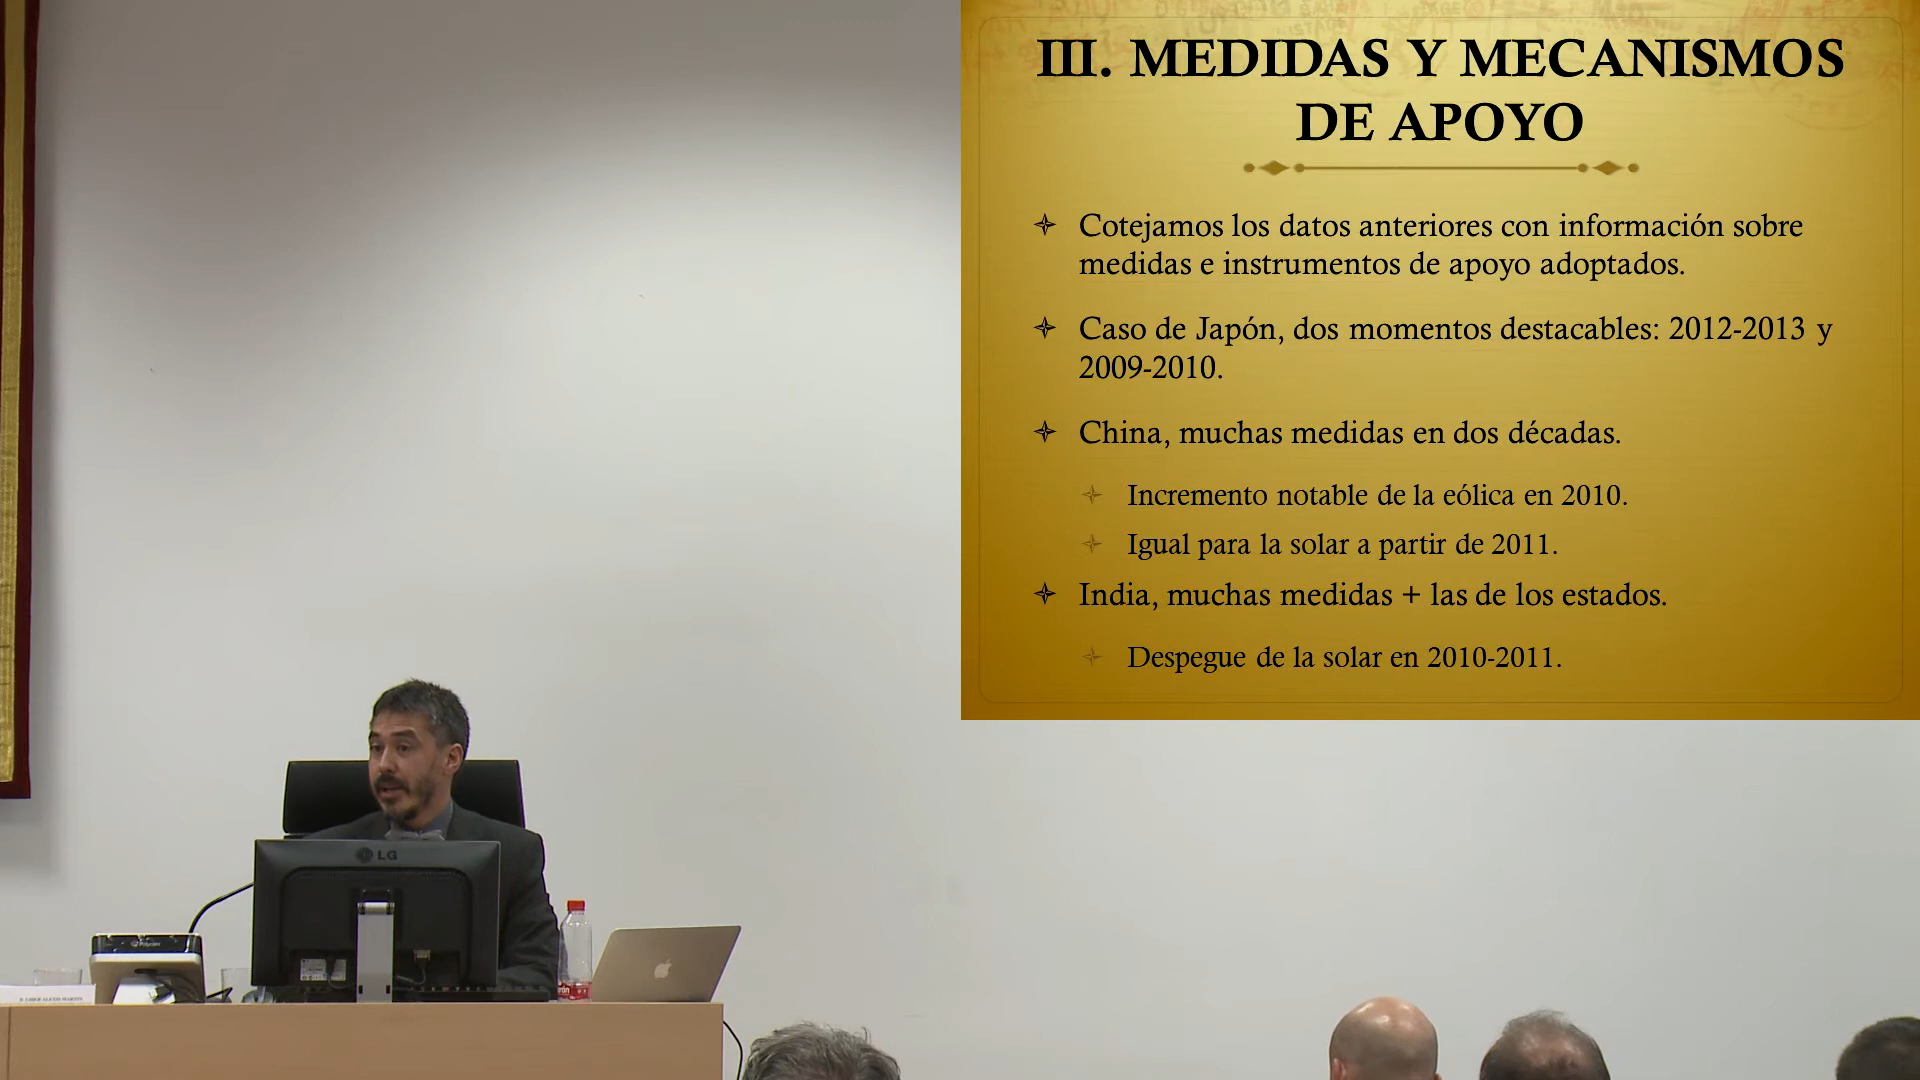 III. MEDIDAS Y MECANISMOS
DE APOYO
Cotejamos los datos anteriores con información sobre
medidas e instrumentos de apoyo adoptados.
Caso de Japón, dos momentos destacables: 2012-2013 y
2009-2010.
China, muchas medidas en dos décadas.
Incremento notable de la eólica en 2010.
Igual para la solar a partir de 2011.
India, muchas medidas + las de los estados.
Despegue de la solar en 2010-2011.
LG